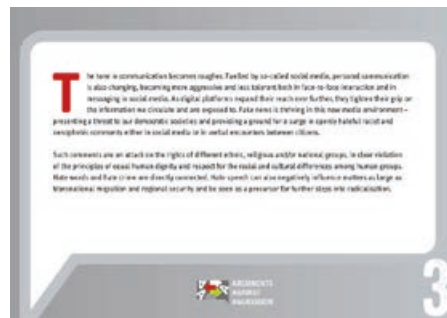 The tone in communication becomes rougher. Fuelled by so-called social media, personal communication
is also changing, becoming more aggressive and less tolerant both in face-to-face interaction and in
messaging in social media. As digital platforms expand their reach ever further, they tighten their grip on
the information we circulate and are exposed to. Fake news is thriving in this new media environment –
presenting a threat to our democratic societies and providing a ground for a surge in openly hateful racist and
xenophobic comments either in social media or in verbal encounters between citizens.
Such comments are an attack on the rights of different ethnic, religious and/or national groups, in clear violation
of the principles of equal human dignity and respect for the racial and cultural differences among human groups.
Hate words and hate crime are directly connected. Hate speech can also negatively influence matters as large as
transnational migration and regional security and be seen as a precursor for further steps into radicalisation.
ARGUMENTS
AGAINST
AGGRESSION
3